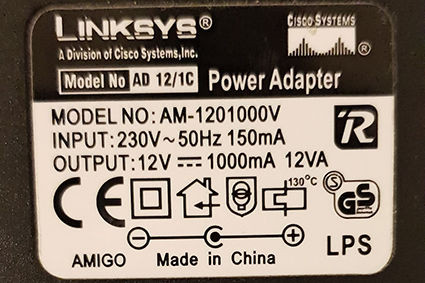 LINKSYS®
CISCO SYSTEMS
A Division of Cisco Systems, Inc.
®
Model No AD 12/1C Power Adapter
MODEL NO: AM-1201000V
INPUT: 230V~50Hz 150mA
OUTPUT: 12V ⎓ 1000mA 12VA
R
CE
130°C
S
GS
− +
LPS
AMIGO Made in China